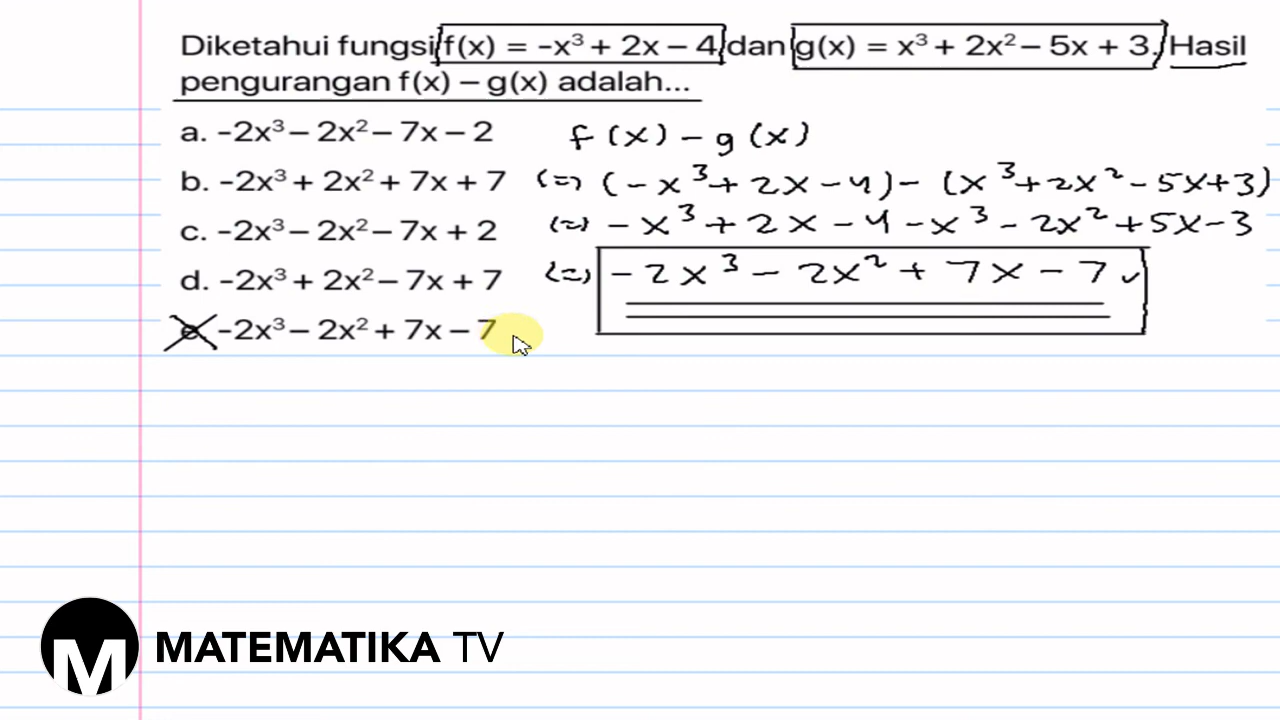 Diketahui fungsi f(x) = -x³ + 2x – 4 dan g(x) = x³ + 2x² – 5x + 3. Hasil
pengurangan f(x) – g(x) adalah...
a. -2x³ – 2x² – 7x – 2
b. -2x³ + 2x² + 7x + 7
c. -2x³ – 2x² – 7x + 2
d. -2x³ + 2x² – 7x + 7
e. -2x³ – 2x² + 7x – 7
f(x) - g(x)
(=) (-x³ + 2x - 4) - (x³ + 2x² - 5x + 3)
(=) -x³ + 2x - 4 - x³ - 2x² + 5x - 3
(=) -2x³ - 2x² + 7x - 7
M MATEMATIKA TV